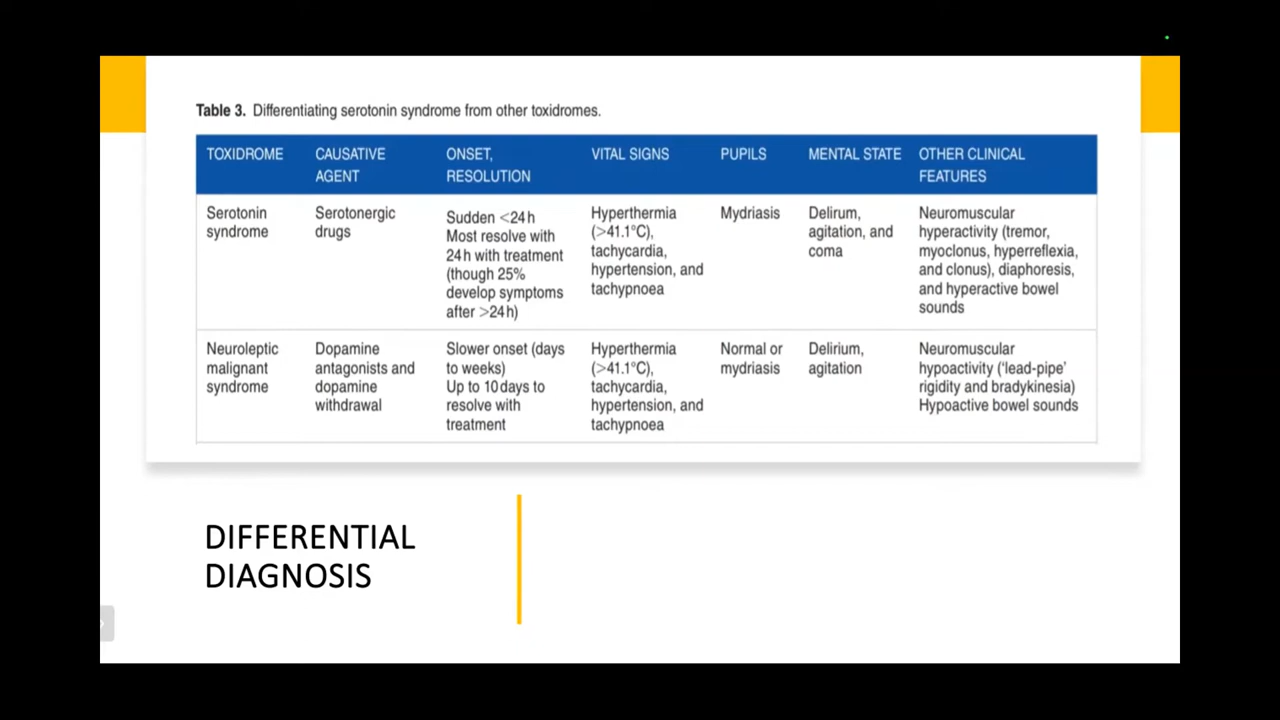 Table 3. Differentiating serotonin syndrome from other toxidromes.
TOXIDROME
CAUSATIVE
AGENT
ONSET,
RESOLUTION
VITAL SIGNS
PUPILS
MENTAL STATE
OTHER CLINICAL
FEATURES
Serotonin
syndrome
Serotonergic
drugs
Sudden <24 h
Most resolve with
24 h with treatment
(though 25%
develop symptoms
after >24 h)
Hyperthermia
(>41.1°C),
tachycardia,
hypertension, and
tachypnoea
Mydriasis
Delirum,
agitation, and
coma
Neuromuscular
hyperactivity (tremor,
myoclonus, hyperreflexia,
and clonus), diaphoresis,
and hyperactive bowel
sounds
Neuroleptic
malignant
syndrome
Dopamine
antagonists and
dopamine
withdrawal
Slower onset (days
to weeks)
Up to 10 days to
resolve with
treatment
Hyperthermia
(>41.1°C),
tachycardia,
hypertension, and
tachypnoea
Normal or
mydriasis
Delirium,
agitation
Neuromuscular
hypoactivity (‘lead-pipe’
rigidity and bradykinesia)
Hypoactive bowel sounds
DIFFERENTIAL
DIAGNOSIS